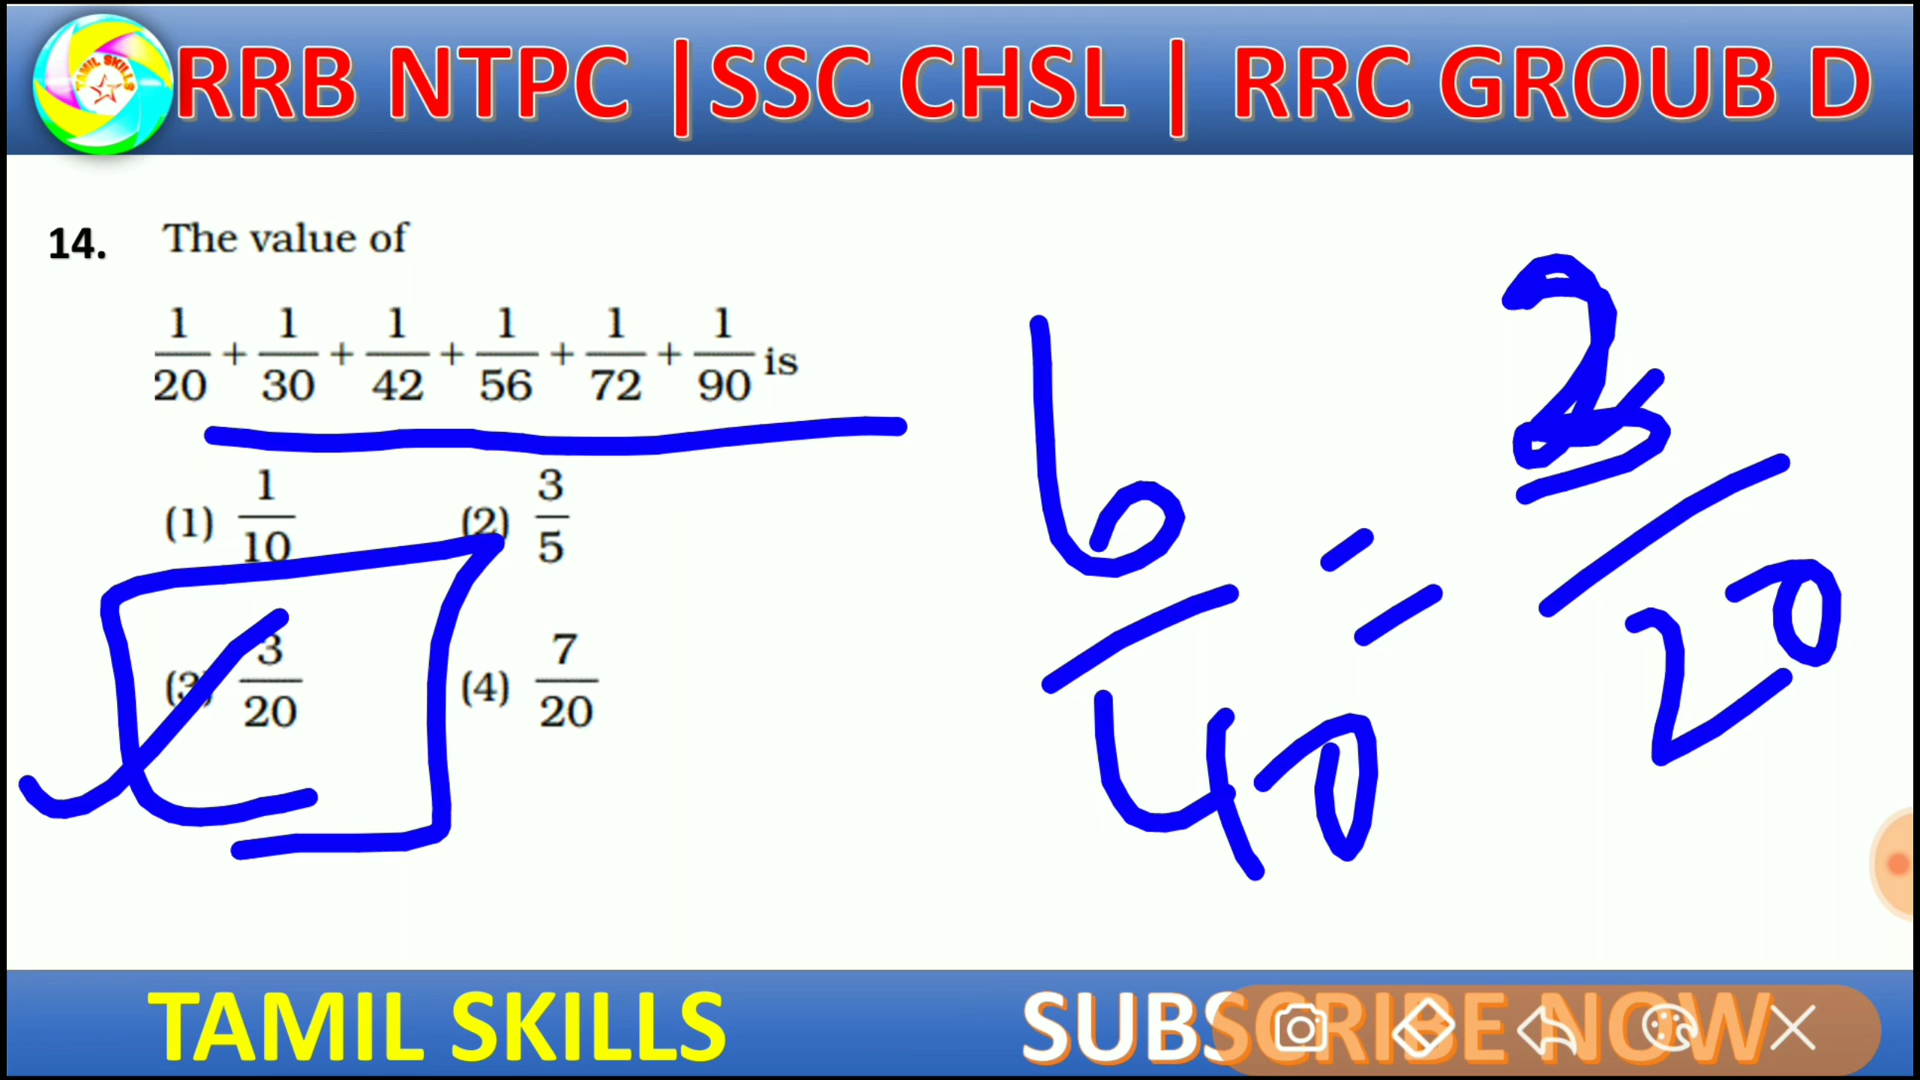 TAMIL SKILLS
RRB NTPC | SSC CHSL | RRC GROUB D
14. The value of
1/20 + 1/30 + 1/42 + 1/56 + 1/72 + 1/90 is
(1) 1/10 (2) 3/5
(3) 3/20 (4) 7/20
6/40 = 3/20
TAMIL SKILLS
SUBSCRIBE NOW